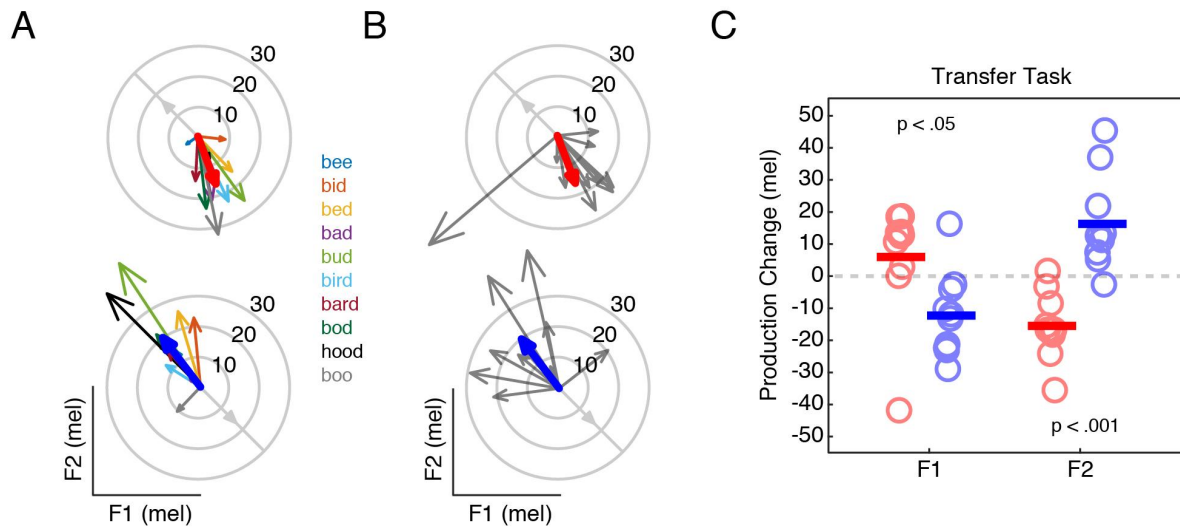 A
30
20
10
bee
bid
bed
bad
bud
bird
bard
bod
hood
boo
30
20
10
F2 (mel)
F1 (mel)
B
30
20
10
30
20
10
F2 (mel)
F1 (mel)
C
Transfer Task
Production Change (mel)
50
40
30
20
10
0
-10
-20
-30
-40
-50
p < .05
p < .001
F1
F2